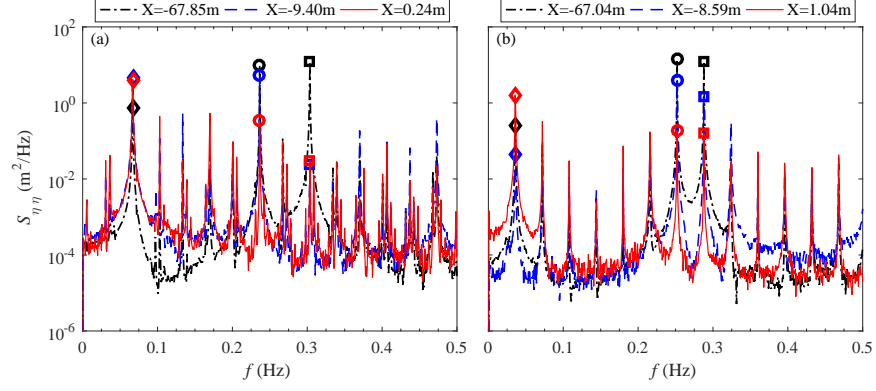 X=-67.85m X=-9.40m X=0.24m X=-67.04m X=-8.59m X=1.04m
(a) (b)
10^2
10^0
10^-2
10^-4
10^-6
S_ηη (m^2/Hz)
0 0.1 0.2 0.3 0.4 0.5 0 0.1 0.2 0.3 0.4 0.5
f (Hz) f (Hz)